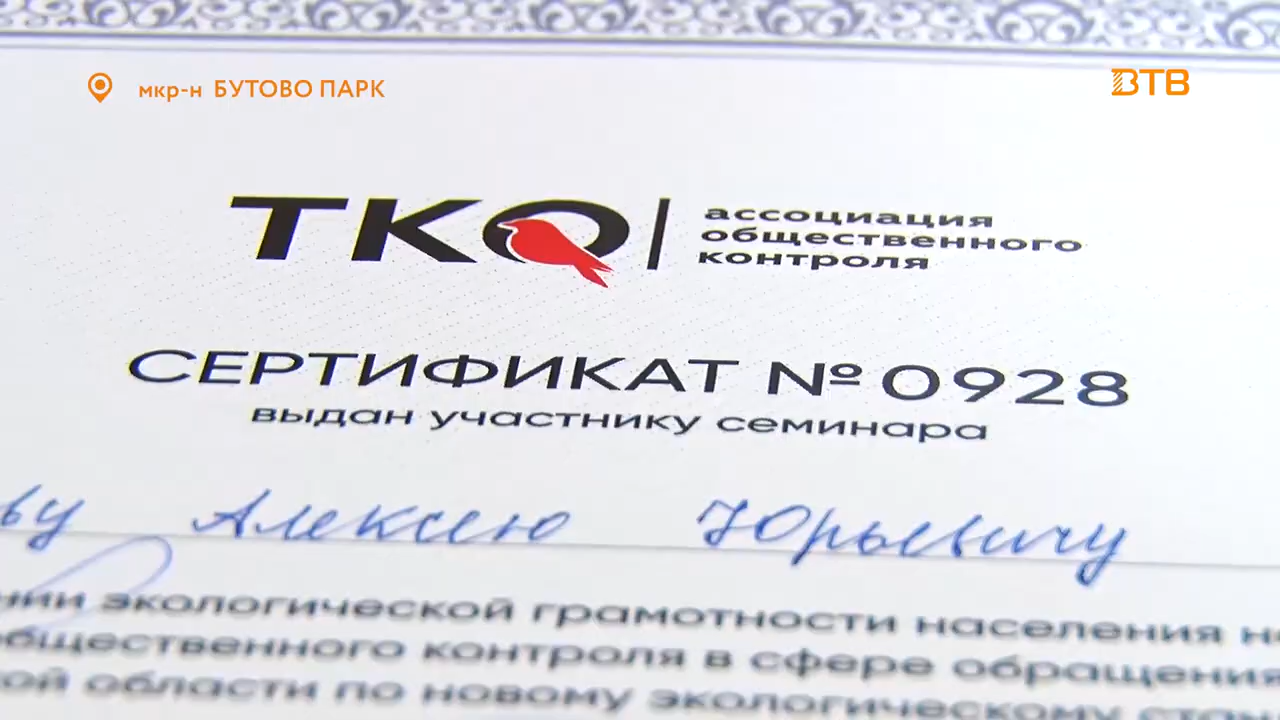 мкр-н БУТОВО ПАРК
ВТВ
ТКО
ассоциация
общественного
контроля
СЕРТИФИКАТ № 0928
выдан участнику семинара
Алексею Юрьевичу
экологической грамотности населения
общественного контроля в сфере обращения
области по новому экологическому